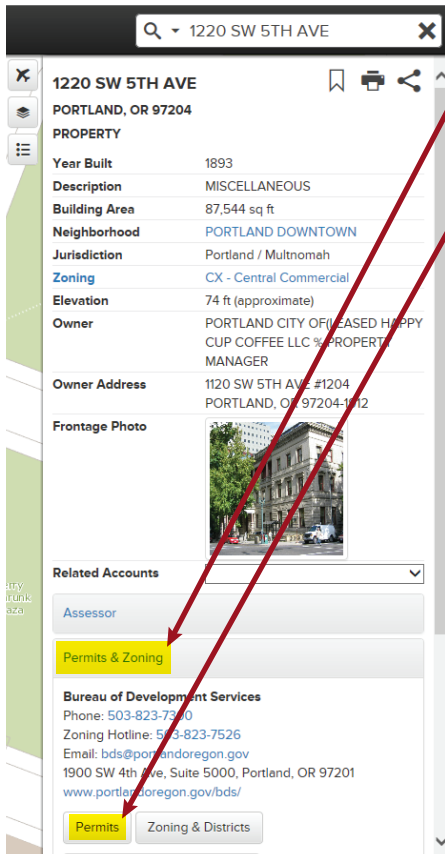 1220 SW 5TH AVE
1220 SW 5TH AVE
PORTLAND, OR 97204
PROPERTY
Year Built 1893
Description MISCELLANEOUS
Building Area 87,544 sq ft
Neighborhood PORTLAND DOWNTOWN
Jurisdiction Portland / Multnomah
Zoning CX - Central Commercial
Elevation 74 ft (approximate)
Owner PORTLAND CITY OF(LEASED HAPPY
CUP COFFEE LLC % PROPERTY
MANAGER
Owner Address 1120 SW 5TH AVE #1204
PORTLAND, OR 97204-1912
Frontage Photo
Related Accounts
Assessor
Permits & Zoning
Bureau of Development Services
Phone: 503-823-7300
Zoning Hotline: 503-823-7526
Email: bds@portlandoregon.gov
1900 SW 4th Ave, Suite 5000, Portland, OR 97201
www.portlandoregon.gov/bds/
Permits Zoning & Districts